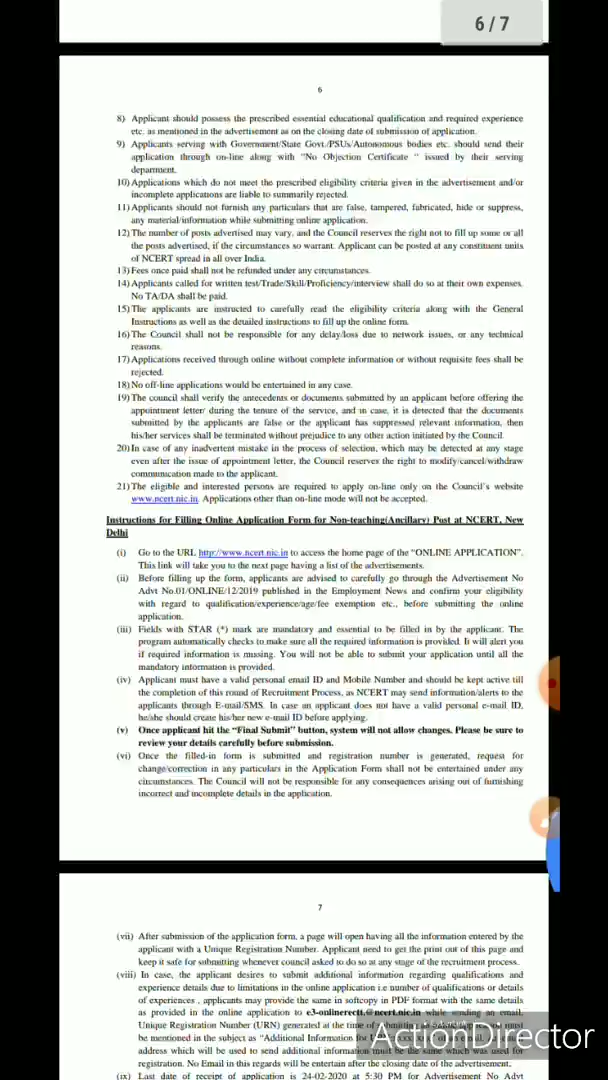 6 / 7
6
8) Applicant should possess the prescribed essential educational qualification and required experience
etc. as mentioned in the advertisement as on the closing date of submission of application.
9) Applicants serving with Government/State Govt./PSUs/Autonomous bodies etc. should send their
application through on-line along with "No Objection Certificate " issued by their serving
department.
10) Applications which do not meet the prescribed eligibility criteria given in the advertisement and/or
incomplete applications are liable to summarily rejected.
11) Applicants should not furnish any particulars that are false, tampered, fabricated, hide or suppress,
any material/information while submitting online application.
12) The number of posts advertised may vary, and the Council reserves the right not to fill up some or all
the posts advertised, if the circumstances so warrant. Applicant can be posted at any constituent units
of NCERT spread in all over India.
13) Fees once paid shall not be refunded under any circumstances.
14) Applicants called for written test/Trade/Skill/Proficiency/interview shall do so at their own expenses.
No TA/DA shall be paid.
15) The applicants are instructed to carefully read the eligibility criteria along with the General
Instructions as well as the detailed instructions to fill up the online form.
16) The Council shall not be responsible for any delay/loss due to network issues, or any technical
reasons.
17) Applications received through online without complete information or without requisite fees shall be
rejected.
18) No off-line applications would be entertained in any case.
19) The council shall verify the antecedents or documents submitted by an applicant before offering the
appointment letter/ during the tenure of the service, and in case, it is detected that the documents
submitted by the applicants are false or the applicant has suppressed relevant information, then
his/her services shall be terminated without prejudice to any other action initiated by the Council.
20) In case of any inadvertent mistake in the process of selection, which may be detected at any stage
even after the issue of appointment letter, the Council reserves the right to modify/cancel/withdraw
communication made to the applicant.
21) The eligible and interested persons are required to apply on-line only on the Council's website
www.ncert.nic.in. Applications other than on-line mode will not be accepted.
Instructions for Filling Online Application Form for Non-teaching(Ancillary) Post at NCERT, New
Delhi
(i) Go to the URL http://www.ncert.nic.in to access the home page of the "ONLINE APPLICATION".
This link will take you to the next page having a list of the advertisements.
(ii) Before filling up the form, applicants are advised to carefully go through the Advertisement No
Advt No.01/ONLINE/12/2019 published in the Employment News and confirm your eligibility
with regard to qualification/experience/age/fee exemption etc., before submitting the online
application.
(iii) Fields with STAR (*) mark are mandatory and essential to be filled in by the applicant. The
program automatically checks to make sure all the required information is provided. It will alert you
if required information is missing. You will not be able to submit your application until all the
mandatory information is provided.
(iv) Applicant must have a valid personal email ID and Mobile Number and should be kept active till
the completion of this round of Recruitment Process, as NCERT may send information/alerts to the
applicants through E-mail/SMS. In case an applicant does not have a valid personal e-mail ID,
he/she should create his/her new e-mail ID before applying.
(v) Once applicant hit the "Final Submit" button, system will not allow changes. Please be sure to
review your details carefully before submission.
(vi) Once the filled-in form is submitted and registration number is generated, request for
change/correction in any particulars in the Application Form shall not be entertained under any
circumstances. The Council will not be responsible for any consequences arising out of furnishing
incorrect and incomplete details in the application.
7
(vii) After submission of the application form, a page will open having all the information entered by the
applicant with a Unique Registration Number. Applicant need to get the print out of this page and
keep it safe for submitting whenever council asked to do so at any stage of the recruitment process.
(viii) In case, the applicant desires to submit additional information regarding qualifications and
experience details due to limitations in the online application i.e number of qualifications or details
of experiences , applicants may provide the same in softcopy in PDF format with the same details
as provided in the online application to e3-onlinerectt.@ncert.nic.in while sending an email,
Unique Registration Number (URN) generated at the time of
be mentioned in the subject as "Additional Information for
address which will be used to send additional information must be the same which was used for
registration. No Email in this regards will be entertain after the closing date of advertisement.
(ix) Last date of receipt of application is 24-02-2020 at 5:30 PM for Advertisement No Advt
ActionDirector